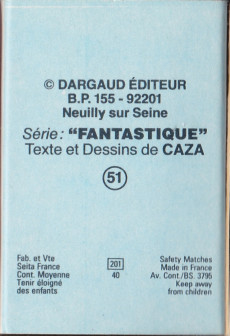 © DARGAUD ÉDITEUR
B.P. 155 - 92201
Neuilly sur Seine
Série: "FANTASTIQUE"
Texte et Dessins de CAZA
51
Fab. et Vte
Seita France
Cont. Moyenne
Tenir éloigné
des enfants
201
40
Safety Matches
Made in France
Av. Cont./BS. 3795
Keep away
from children